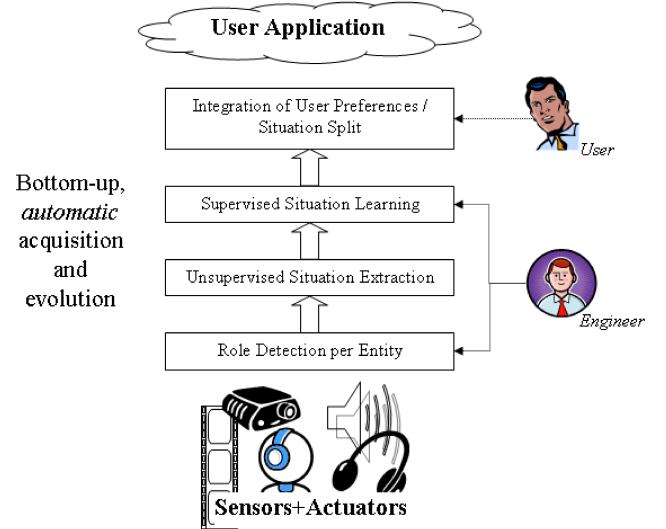 User Application
Integration of User Preferences /
Situation Split
User
Bottom-up,
automatic
acquisition
and
evolution
Supervised Situation Learning
Unsupervised Situation Extraction
Engineer
Role Detection per Entity
Sensors+Actuators